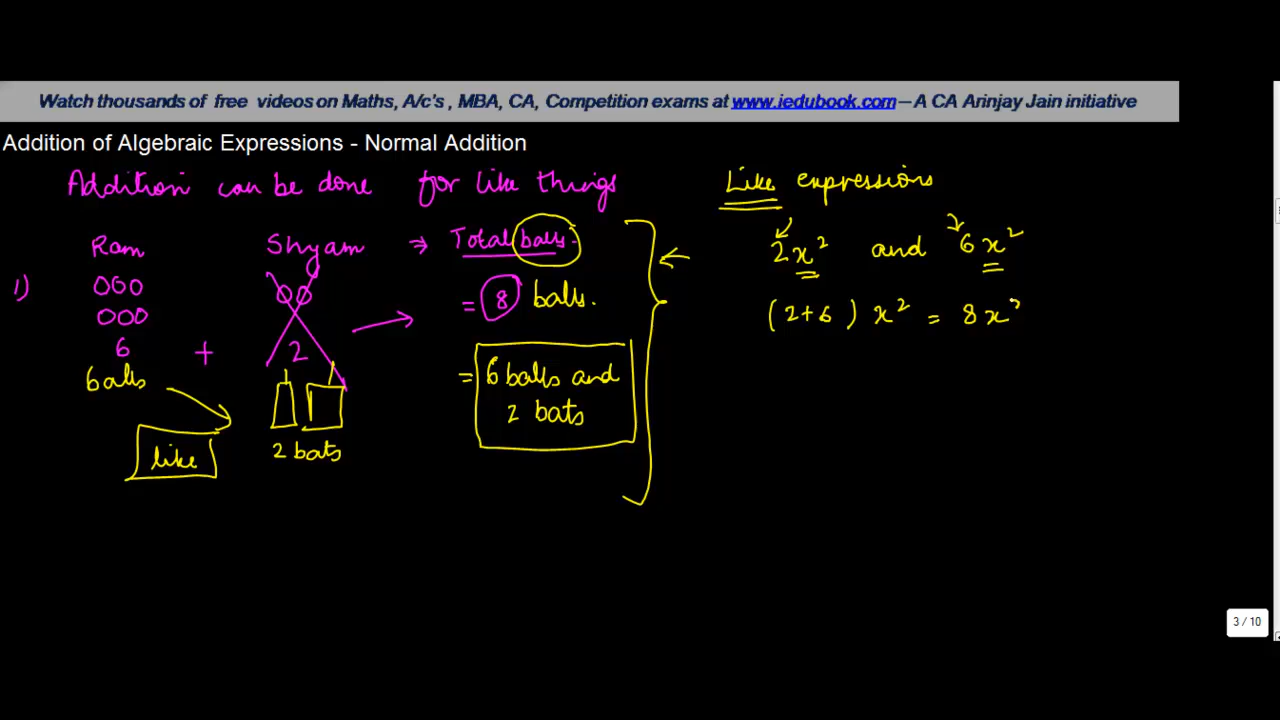 Watch thousands of free videos on Maths, A/c's , MBA, CA, Competition exams at www.iedubook.com – A CA Arinjay Jain initiative
Addition of Algebraic Expressions - Normal Addition
Addition can be done for like things
Ram Shyam ⇒ Total balls.
1) 000 00 = 8 balls.
000
6 + 2
6balls
= 6 balls and
2 bats
like
2 bats
Like expressions
2x² and 6x²
(2+6) x² = 8x²
3 / 10